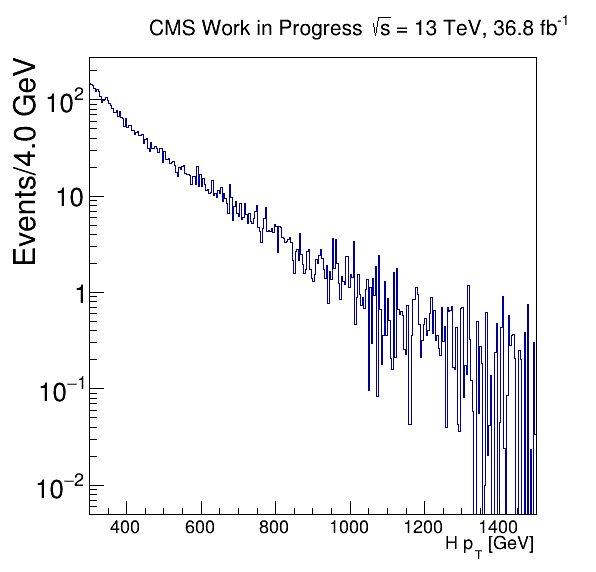 CMS Work in Progress √s = 13 TeV, 36.8 fb⁻¹
Events/4.0 GeV
10²
10
1
10⁻¹
10⁻²
400 600 800 1000 1200 1400
H p_T [GeV]